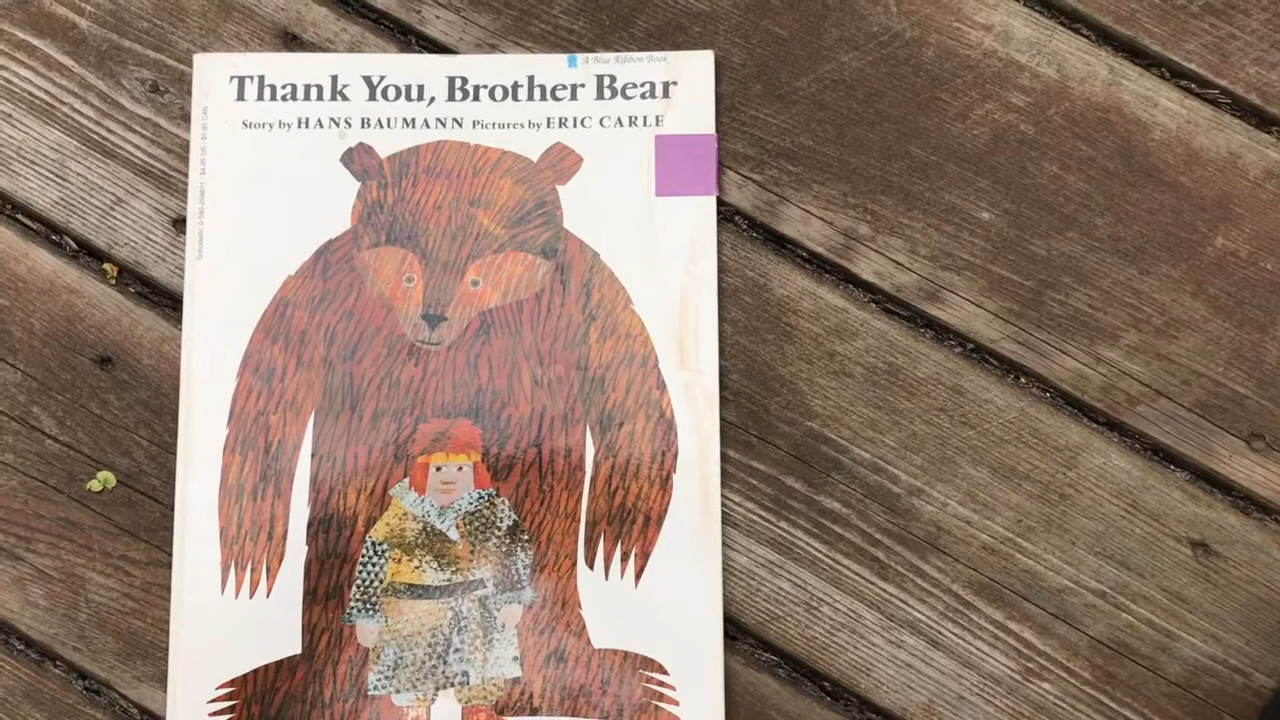 A Blue Ribbon Book
Thank You, Brother Bear
Story by HANS BAUMANN Pictures by ERIC CARLE